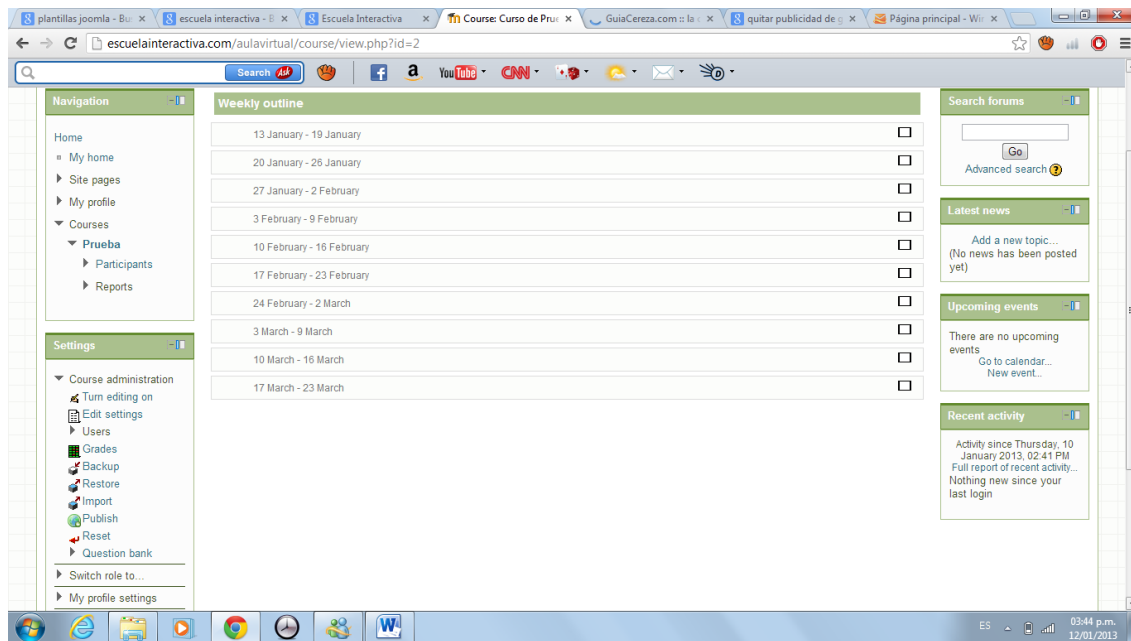 plantillas joomla - Bus
escuela interactiva - B
Escuela Interactiva
Course: Curso de Prue
GuiaCereza.com :: la c
quitar publicidad de g
Página principal - Wi
escuelainteractiva.com/aulavirtual/course/view.php?id=2
Search Ask
f
a
YouTube
CNN
Navigation
Home
My home
Site pages
My profile
Courses
Prueba
Participants
Reports
Settings
Course administration
Turn editing on
Edit settings
Users
Grades
Backup
Restore
Import
Publish
Reset
Question bank
Switch role to...
My profile settings
Weekly outline
13 January - 19 January
20 January - 26 January
27 January - 2 February
3 February - 9 February
10 February - 16 February
17 February - 23 February
24 February - 2 March
3 March - 9 March
10 March - 16 March
17 March - 23 March
Search forums
Go
Advanced search
Latest news
Add a new topic...
(No news has been posted
yet)
Upcoming events
There are no upcoming
events
Go to calendar...
New event...
Recent activity
Activity since Thursday, 10
January 2013, 02:41 PM
Full report of recent activity...
Nothing new since your
last login
ES
03:44 p.m.
12/01/2013